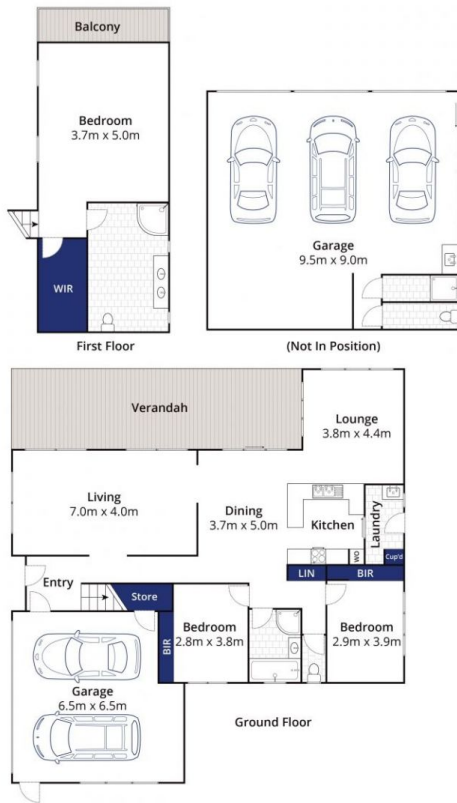 Balcony
Bedroom
3.7m x 5.0m
WIR
First Floor
Garage
9.5m x 9.0m
(Not In Position)
Verandah
Lounge
3.8m x 4.4m
Living
7.0m x 4.0m
Dining
3.7m x 5.0m
Kitchen
Laundry
WO
Cup'd
LIN
BIR
Entry
Store
BIR
Bedroom
2.8m x 3.8m
Bedroom
2.9m x 3.9m
Garage
6.5m x 6.5m
Ground Floor